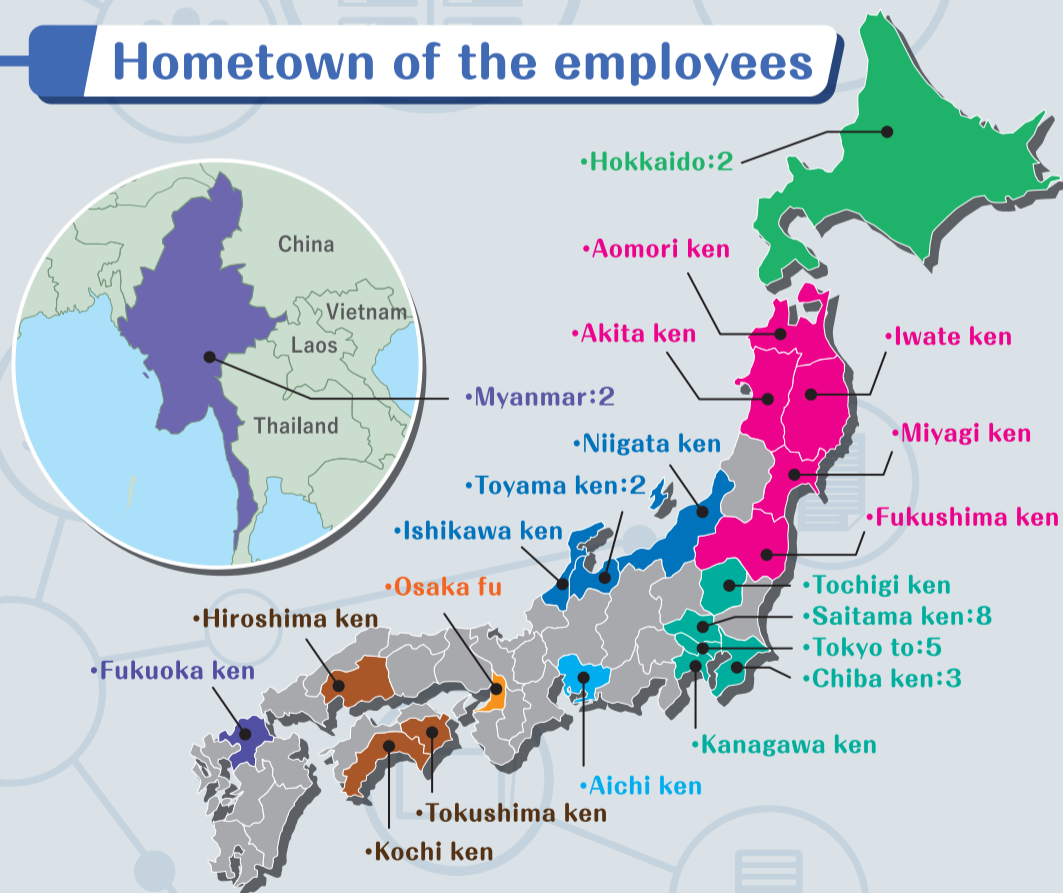 Hometown of the employees
•Hokkaido:2
•Aomori ken
•Akita ken
•Iwate ken
China
Vietnam
Laos
Thailand
•Myanmar:2
•Miyagi ken
•Niigata ken
•Toyama ken:2
•Fukushima ken
•Ishikawa ken
•Osaka fu
•Tochigi ken
•Saitama ken:8
•Tokyo to:5
•Chiba ken:3
•Hiroshima ken
•Fukuoka ken
•Kanagawa ken
•Aichi ken
•Tokushima ken
•Kochi ken